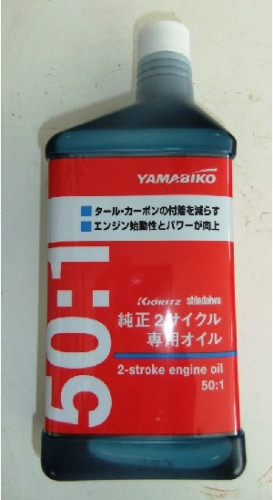 YAMABIKO
■ タール・カーボンの付着を減らす
■ エンジン始動性とパワーが向上
50:1
KIORITZ shindaiwa
純正2サイクル
専用オイル
2-stroke engine oil
50:1